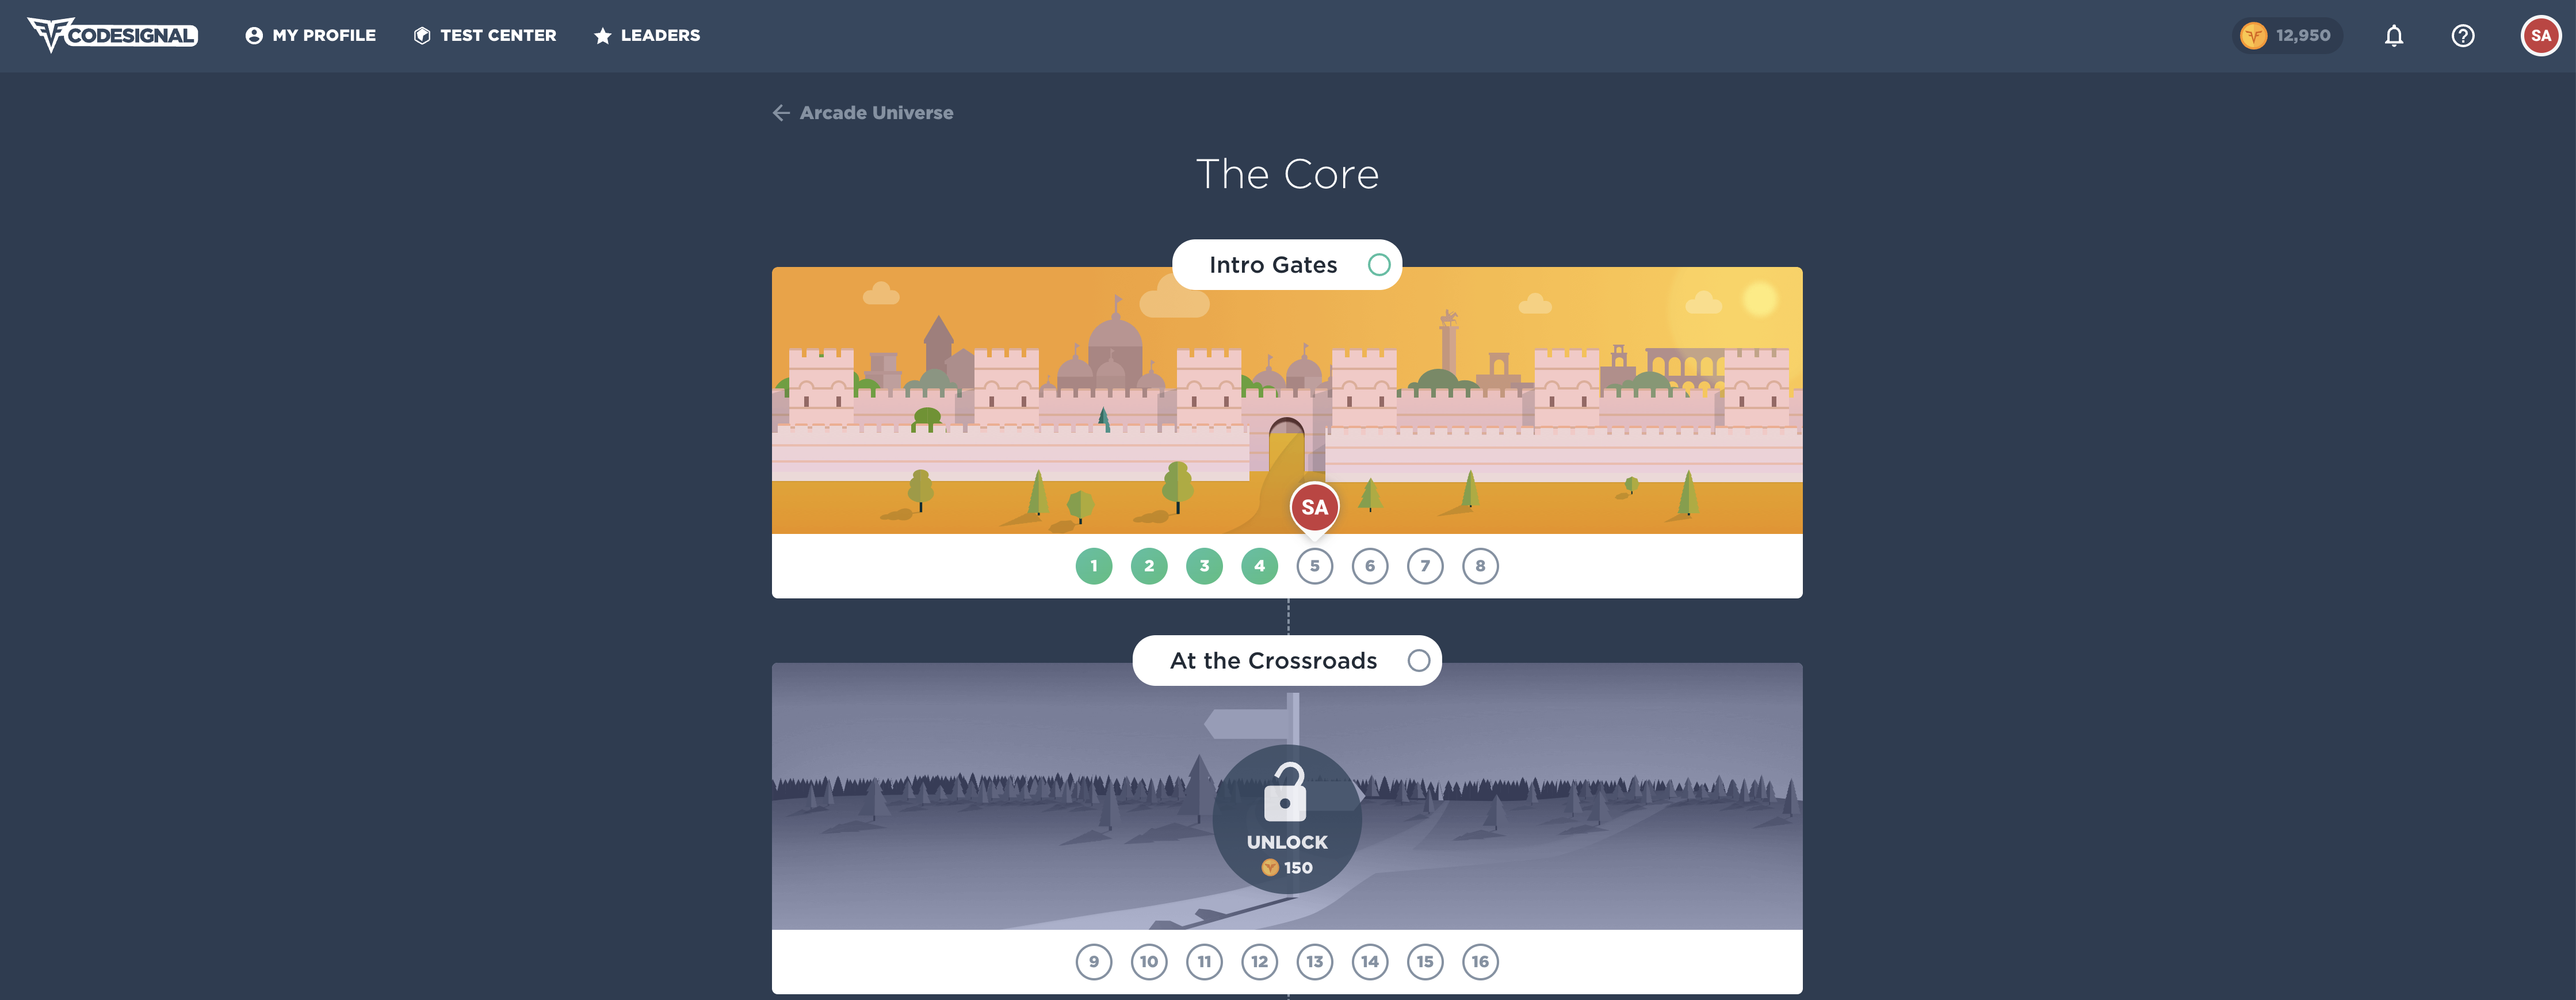 CODESIGNAL MY PROFILE TEST CENTER LEADERS 12,950 SA
Arcade Universe
The Core
Intro Gates
SA
1 2 3 4 5 6 7 8
At the Crossroads
UNLOCK
150
9 10 11 12 13 14 15 16